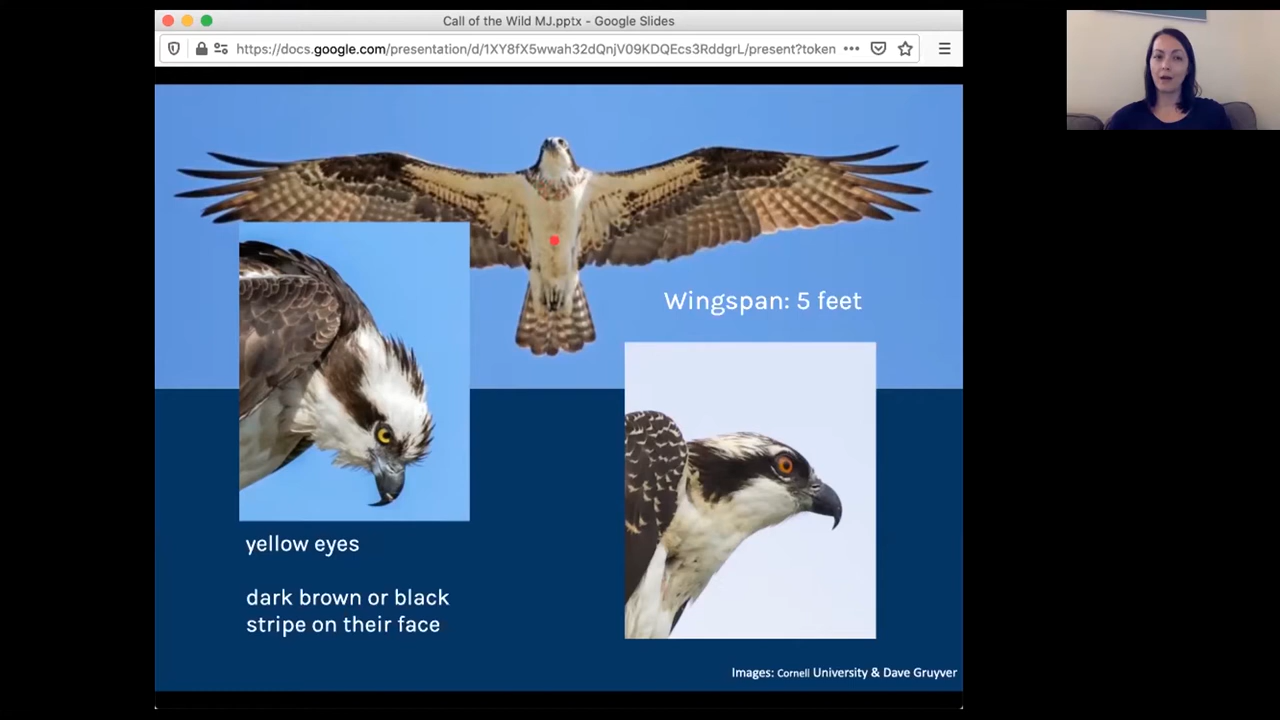 Call of the Wild MJ.pptx - Google Slides
https://docs.google.com/presentation/d/1XY8fX5wwah32dQnjV09KDQEcs3RddgrL/present?token
Wingspan: 5 feet
yellow eyes
dark brown or black
stripe on their face
Images: Cornell University & Dave Gruyver